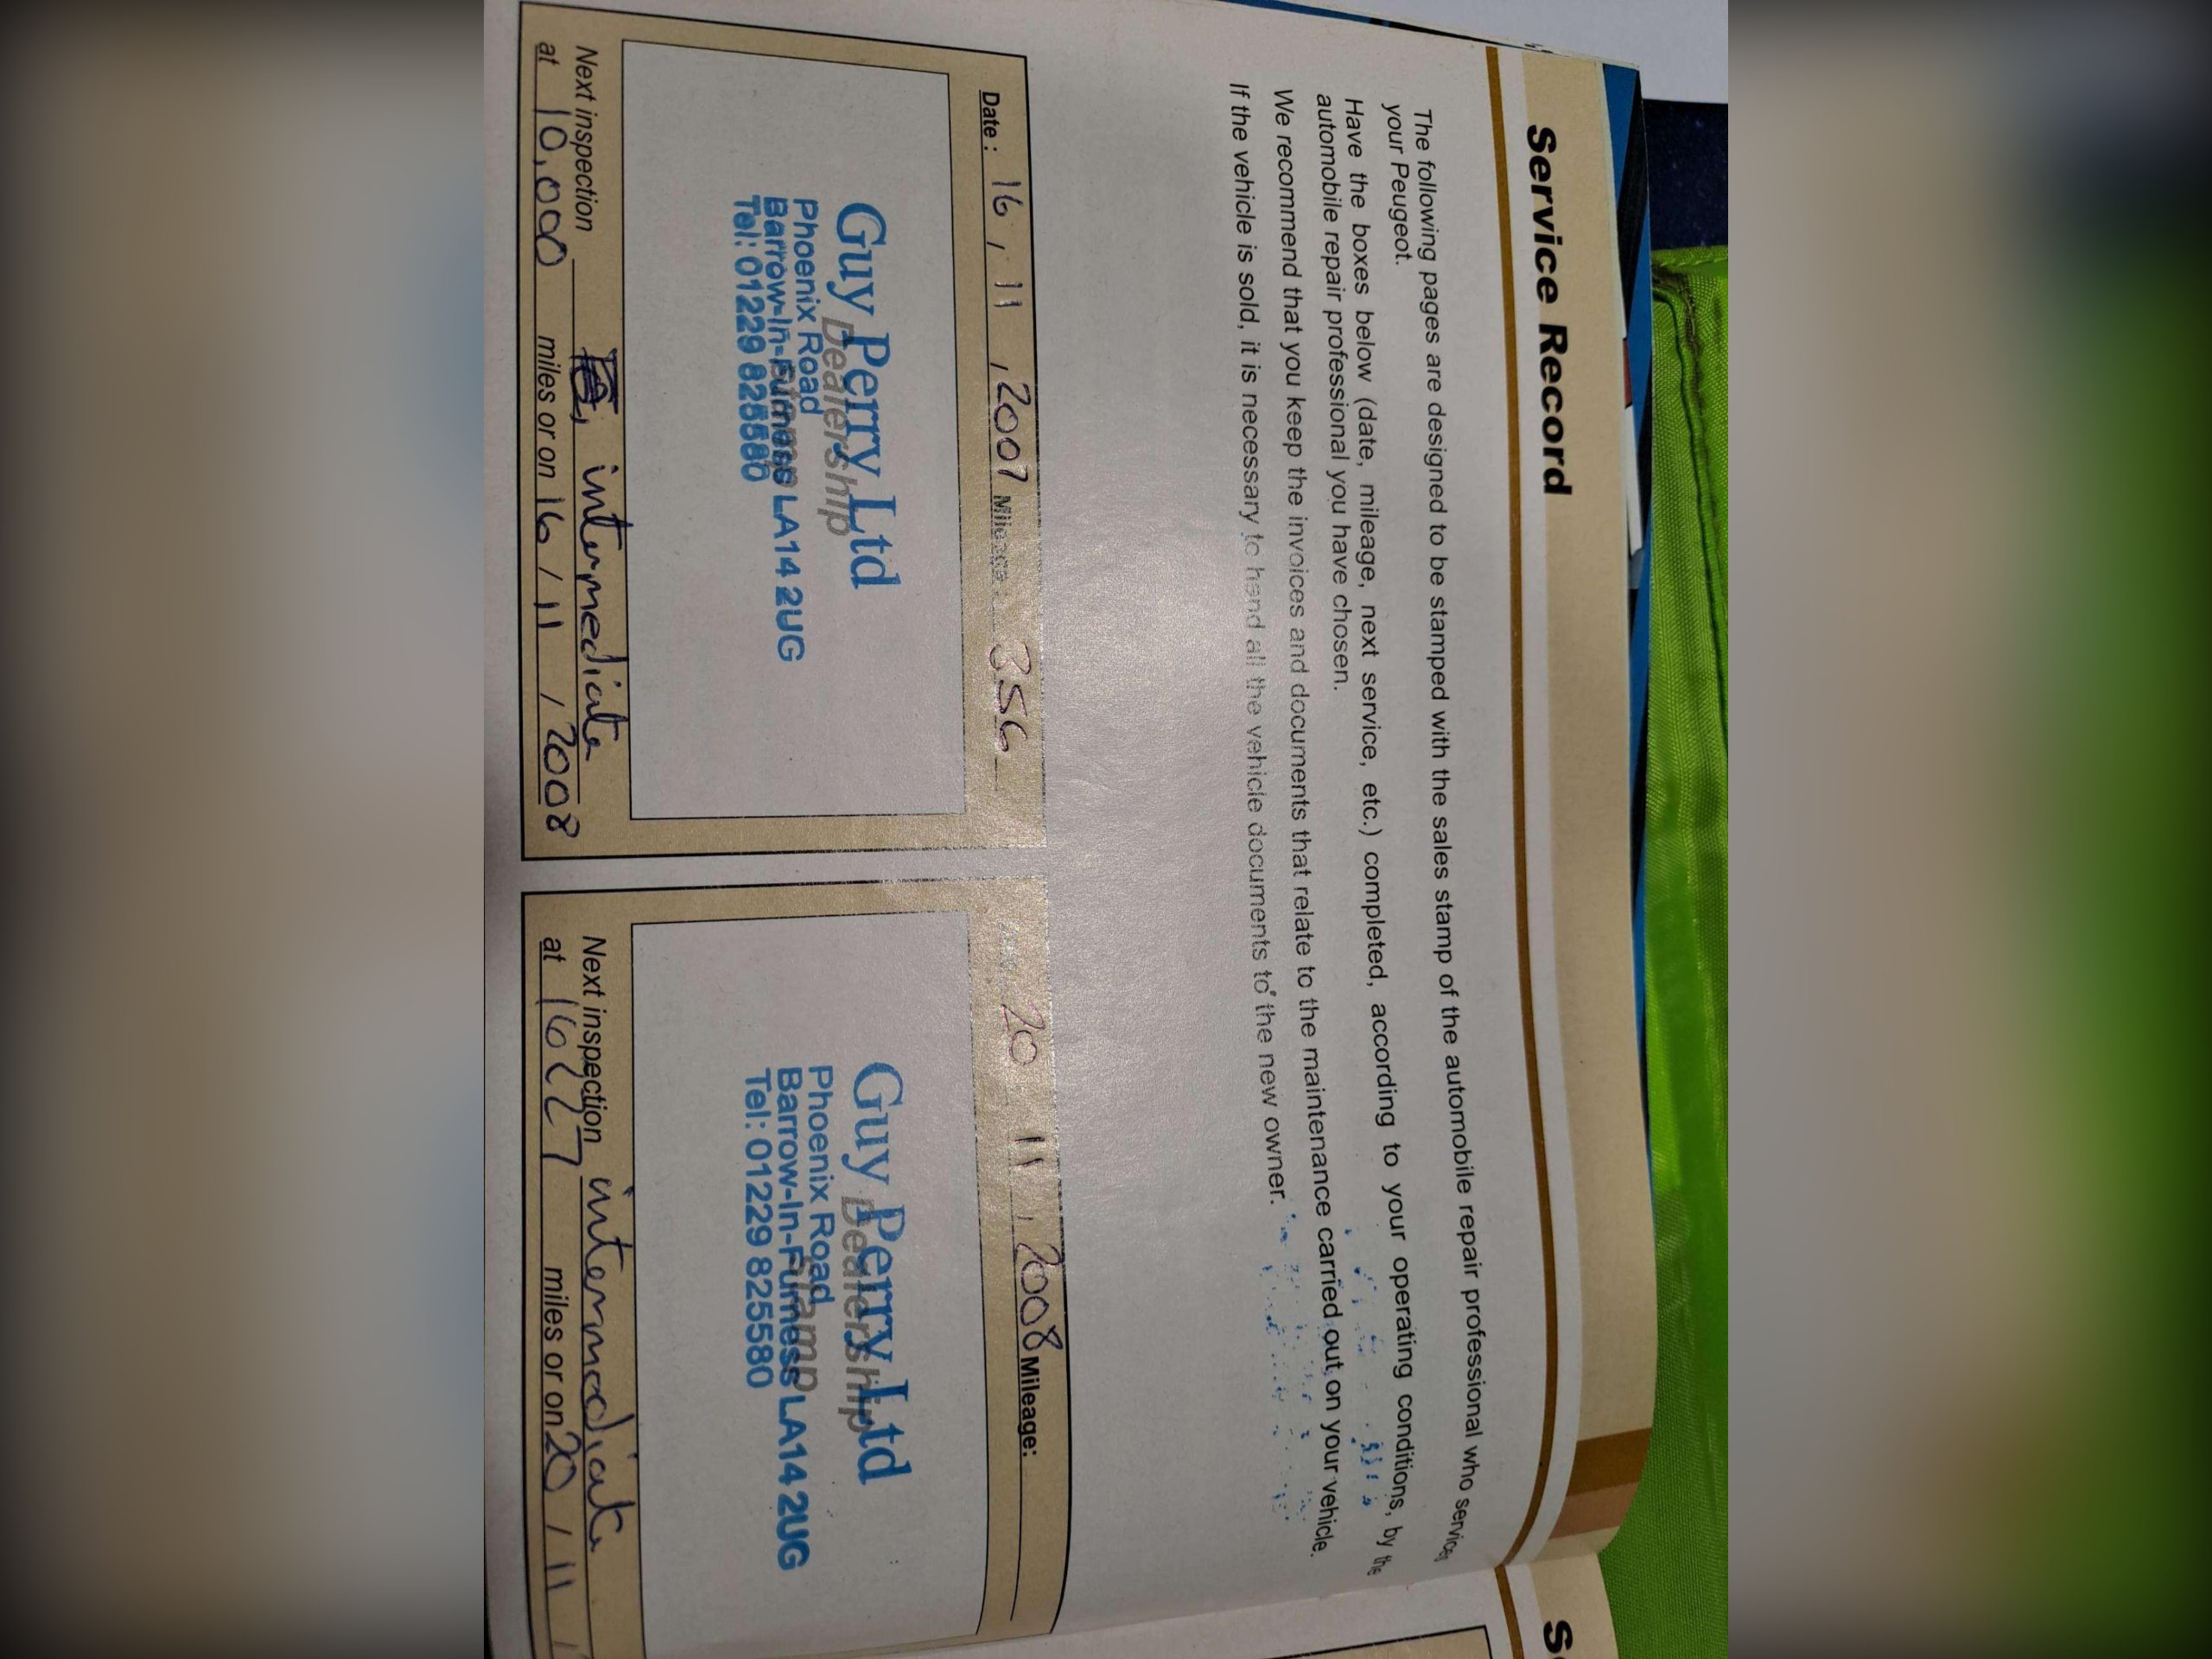 Service Record
The following pages are designed to be stamped with the sales stamp of the automobile repair professional who services
your Peugeot.
Have the boxes below (date, mileage, next service, etc.) completed, according to your operating conditions, by the
automobile repair professional you have chosen.
We recommend that you keep the invoices and documents that relate to the maintenance carried out, on your vehicle.
If the vehicle is sold, it is necessary to hand all the vehicle documents to the new owner.
Date : 16 / 11 / 2007 Mileage : 356
Guy Perry Ltd
Dealership
Phoenix Road
Barrow-In-Furness LA14 2UG
Tel: 01229 825580
Next inspection intermediate
at 10,000 miles or on 16 / 11 / 2008
20 11 / 2008 Mileage:
Guy Perry Ltd
Dealership
Phoenix Road
Stamp
Barrow-In-Furness LA14 2UG
Tel: 01229 825580
Next inspection intermediate
at miles or on 20 / 11 /